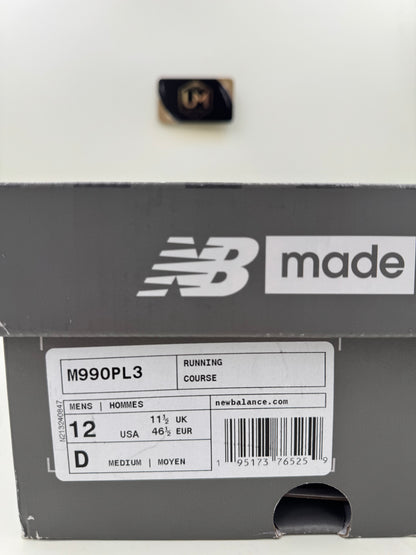 NB made
M990PL3
RUNNING
COURSE
MENS | HOMMES
newbalance.com
12 USA
11½ UK
46½ EUR
D MEDIUM | MOYEN
N213240847
1 95173 76525 9